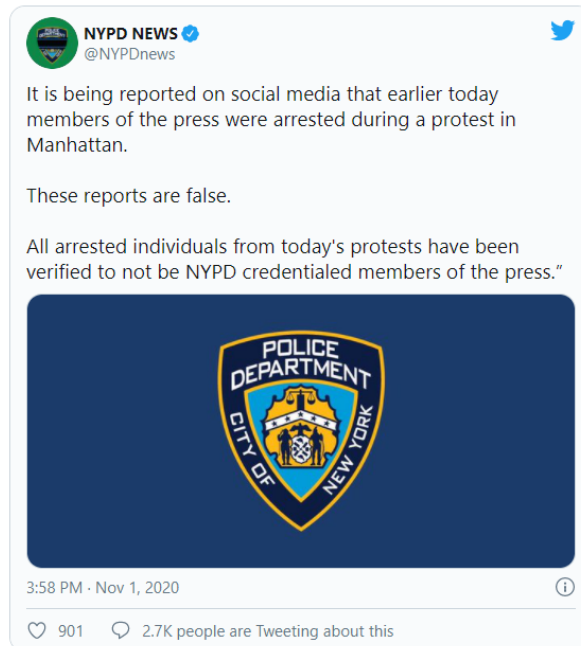 NYPD NEWS
@NYPDnews
It is being reported on social media that earlier today
members of the press were arrested during a protest in
Manhattan.
These reports are false.
All arrested individuals from today's protests have been
verified to not be NYPD credentialed members of the press.”
POLICE
DEPARTMENT
CITY OF
NEW YORK
3:58 PM · Nov 1, 2020
901
2.7K people are Tweeting about this